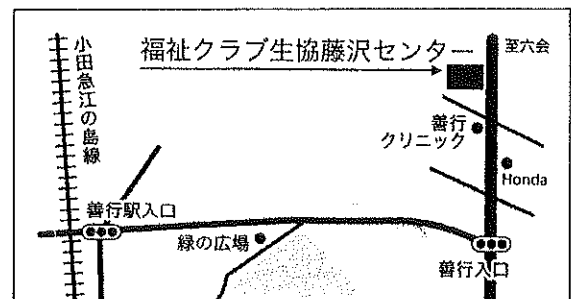 福祉クラブ生協藤沢センター
至六会
小田急江の島線
善行
クリニック
Honda
善行駅入口
緑の広場
善行入口